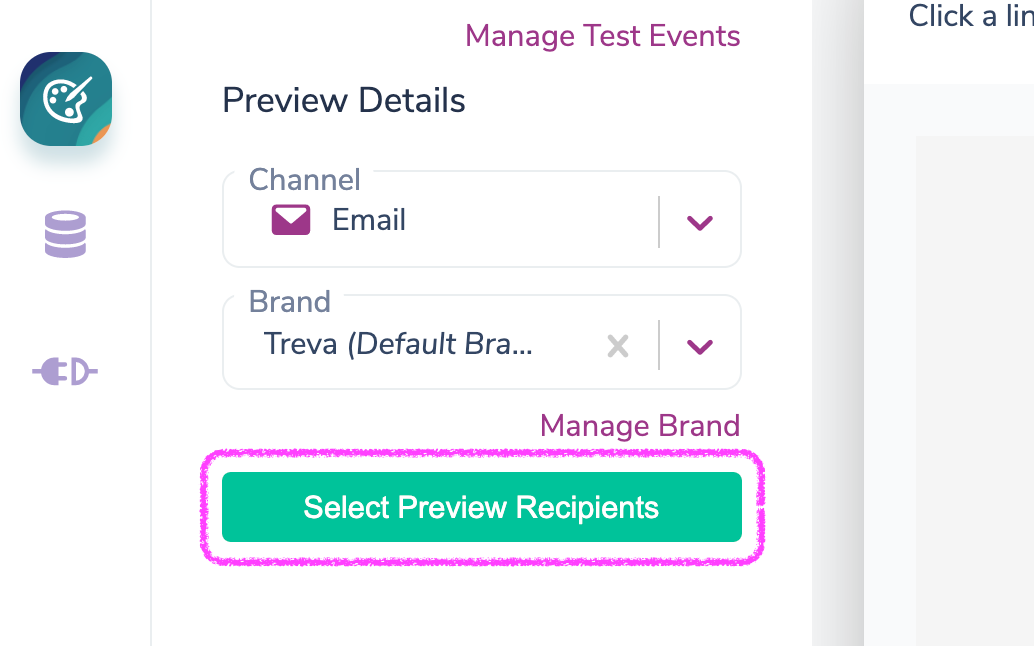 Manage Test Events
Click a lin
Preview Details
Channel
Email
Brand
Treva (Default Bra...
Manage Brand
Select Preview Recipients